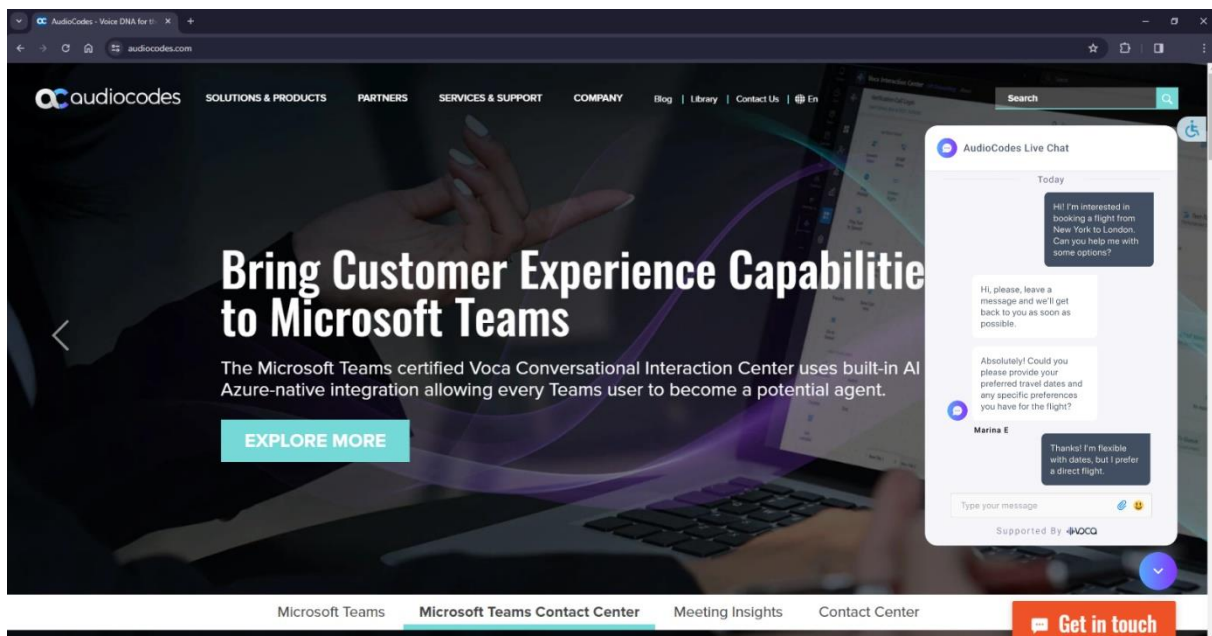 AudioCodes - Voice DNA for th
audiocodes.com
audiocodes
SOLUTIONS & PRODUCTS PARTNERS SERVICES & SUPPORT COMPANY Blog | Library | Contact Us | En
Search
Voca Interaction Center
AudioCodes Live Chat
Today
Hi! I'm interested in
booking a flight from
New York to London.
Can you help me with
some options?
Hi, please, leave a
message and we'll get
back to you as soon as
possible.
Absolutely! Could you
please provide your
preferred travel dates and
any specific preferences
you have for the flight?
Marina E
Thanks! I'm flexible
with dates, but I prefer
a direct flight.
Type your message
Supported By VOCA
Bring Customer Experience Capabilitie
to Microsoft Teams
The Microsoft Teams certified Voca Conversational Interaction Center uses built-in AI
Azure-native integration allowing every Teams user to become a potential agent.
EXPLORE MORE
Microsoft Teams Microsoft Teams Contact Center Meeting Insights Contact Center
Get in touch